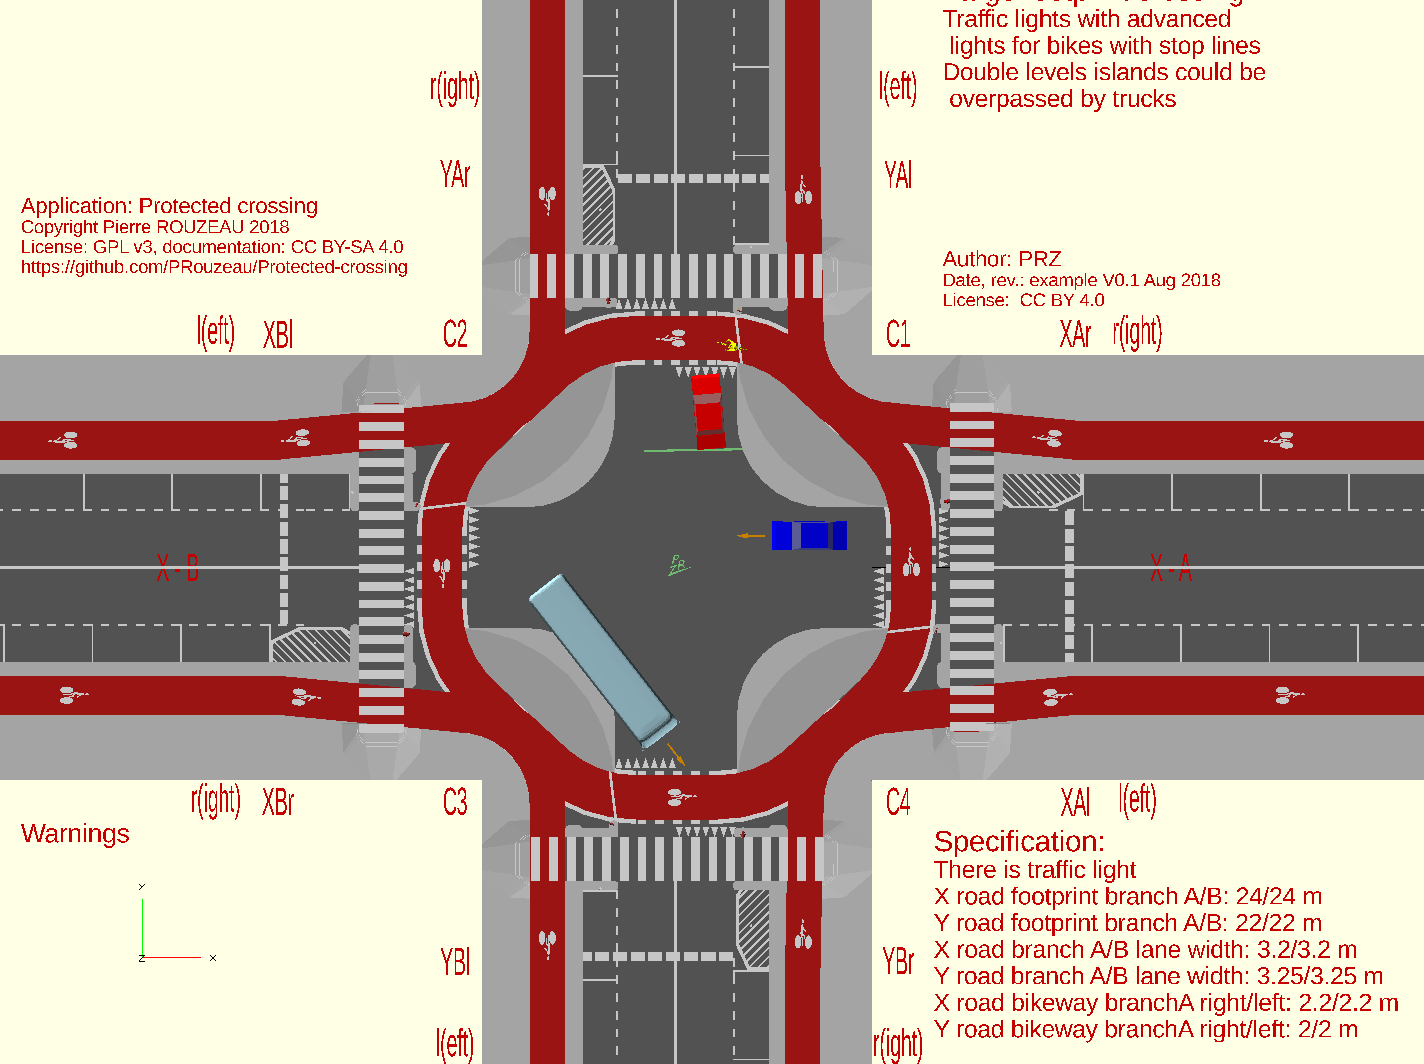 Traffic lights with advanced
lights for bikes with stop lines
Double levels islands could be
overpassed by trucks
r(ight)
l(eft)
YAr
YAl
Application: Protected crossing
Copyright Pierre ROUZEAU 2018
License: GPL v3, documentation: CC BY-SA 4.0
https://github.com/PRouzeau/Protected-crossing
Author: PRZ
Date, rev.: example V0.1 Aug 2018
License: CC BY 4.0
l(eft) XBl
C2
C1
XAr r(ight)
X - B
X - A
r(ight) XBr
C3
C4
XAl l(eft)
Warnings
Y
Z
X
YBl
YBr
l(eft)
r(ight)
Specification:
There is traffic light
X road footprint branch A/B: 24/24 m
Y road footprint branch A/B: 22/22 m
X road branch A/B lane width: 3.2/3.2 m
Y road branch A/B lane width: 3.25/3.25 m
X road bikeway branchA right/left: 2.2/2.2 m
Y road bikeway branchA right/left: 2/2 m